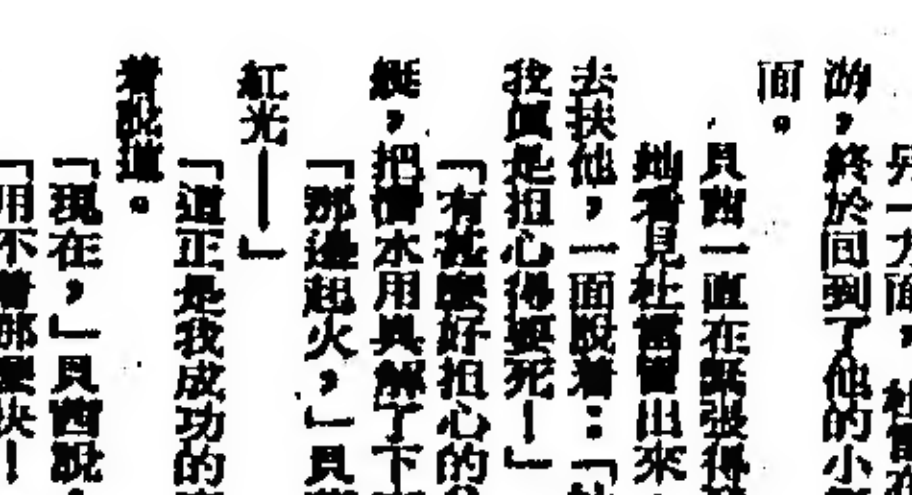 另一方面，杜雷在
游，終於回到了他的小
面。
貝茜一直在緊張得
她看見杜雷冒出來，
去扶他，一面說着：「
我眞是担心得要死！」
「有甚麼好担心的
艇，把潛水用具解了下
「那邊起火，」貝
紅光——」
「這正是我成功的
着說道。
「現在，」貝茜說，
「用不着那麼快！